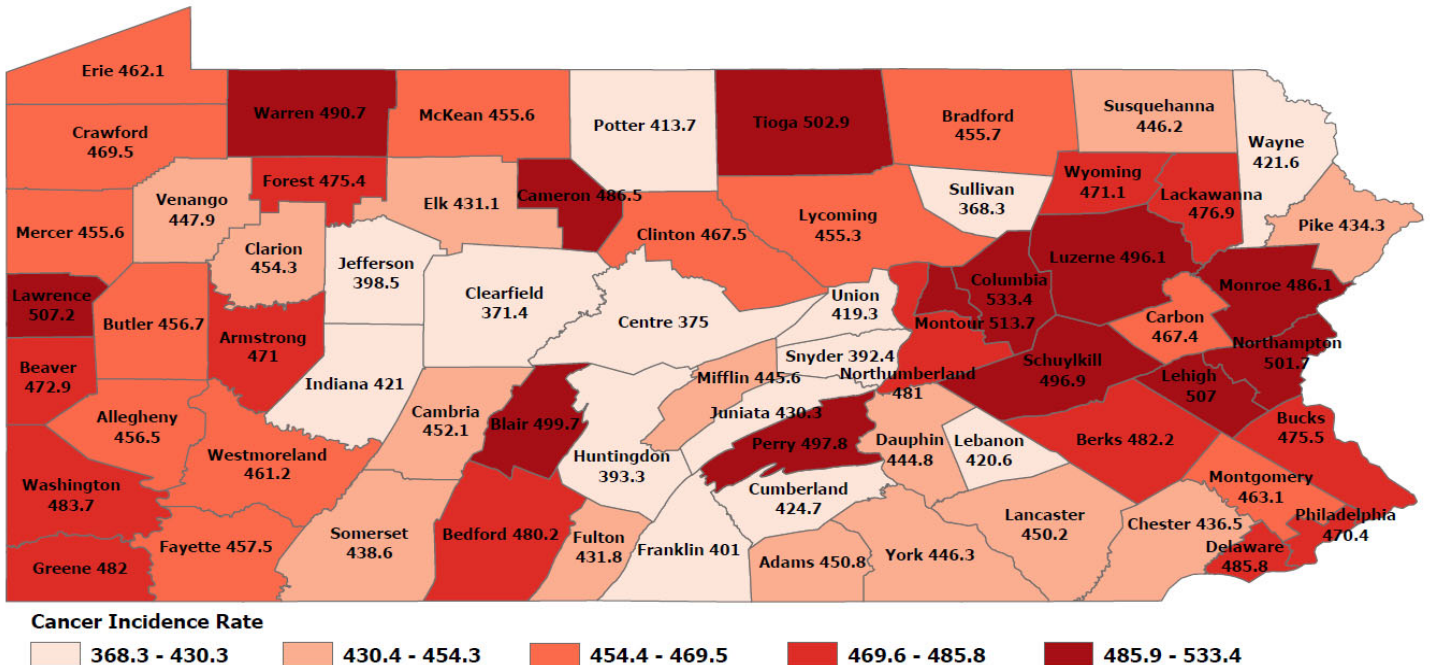 Erie 462.1
Warren 490.7
McKean 455.6
Potter 413.7
Tioga 502.9
Bradford
455.7
Susquehanna
446.2
Wayne
421.6
Crawford
469.5
Forest 475.4
Venango
447.9
Elk 431.1
Cameron 486.5
Sullivan
368.3
Wyoming
471.1
Lackawanna
476.9
Pike 434.3
Mercer 455.6
Clarion
454.3
Jefferson
398.5
Clinton 467.5
Lycoming
455.3
Luzerne 496.1
Lawrence
507.2
Butler 456.7
Armstrong
471
Clearfield
371.4
Centre 375
Union
419.3
Columbia
533.4
Montour 513.7
Monroe 486.1
Carbon
467.4
Beaver
472.9
Indiana 421
Snyder 392.4
Mifflin 445.6
Northumberland
481
Schuylkill
496.9
Northampton
501.7
Lehigh
507
Allegheny
456.5
Cambria
452.1
Blair 499.7
Juniata 430.3
Perry 497.8
Dauphin
444.8
Lebanon
420.6
Berks 482.2
Bucks
475.5
Westmoreland
461.2
Huntingdon
393.3
Washington
483.7
Cumberland
424.7
Montgomery
463.1
Philadelphia
470.4
Greene 482
Fayette 457.5
Somerset
438.6
Bedford 480.2
Fulton
431.8
Franklin 401
Adams 450.8
York 446.3
Lancaster
450.2
Chester 436.5
Delaware
485.8
Cancer Incidence Rate
368.3 - 430.3
430.4 - 454.3
454.4 - 469.5
469.6 - 485.8
485.9 - 533.4